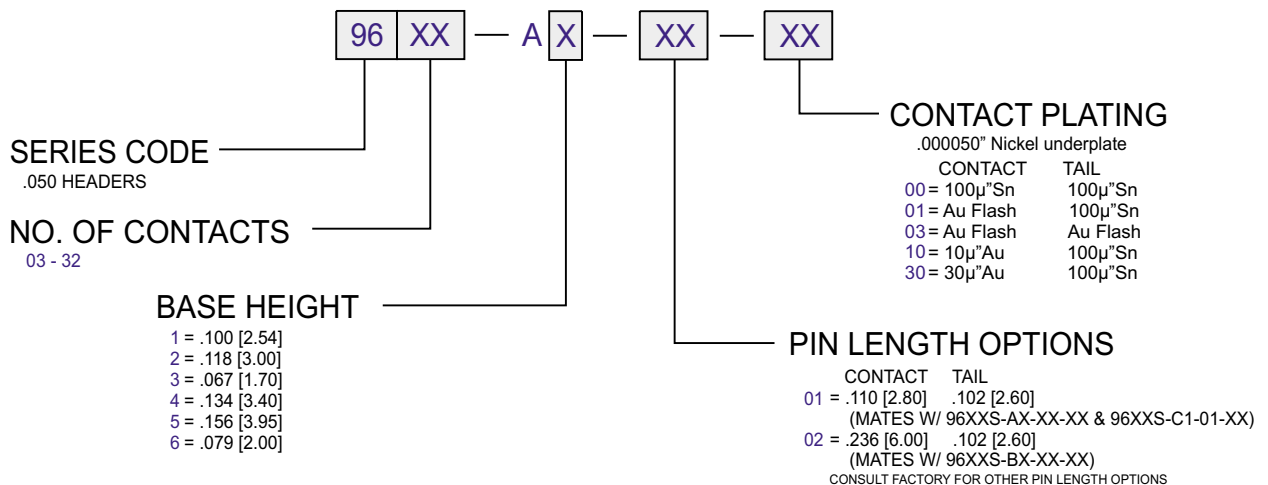 96 XX — A X — XX — XX
SERIES CODE
.050 HEADERS
NO. OF CONTACTS
03 - 32
BASE HEIGHT
1 = .100 [2.54]
2 = .118 [3.00]
3 = .067 [1.70]
4 = .134 [3.40]
5 = .156 [3.95]
6 = .079 [2.00]
CONTACT PLATING
.000050” Nickel underplate
CONTACT TAIL
00 = 100µ”Sn 100µ”Sn
01 = Au Flash 100µ”Sn
03 = Au Flash Au Flash
10 = 10µ”Au 100µ”Sn
30 = 30µ”Au 100µ”Sn
PIN LENGTH OPTIONS
CONTACT TAIL
01 = .110 [2.80] .102 [2.60]
(MATES W/ 96XXS-AX-XX-XX & 96XXS-C1-01-XX)
02 = .236 [6.00] .102 [2.60]
(MATES W/ 96XXS-BX-XX-XX)
CONSULT FACTORY FOR OTHER PIN LENGTH OPTIONS